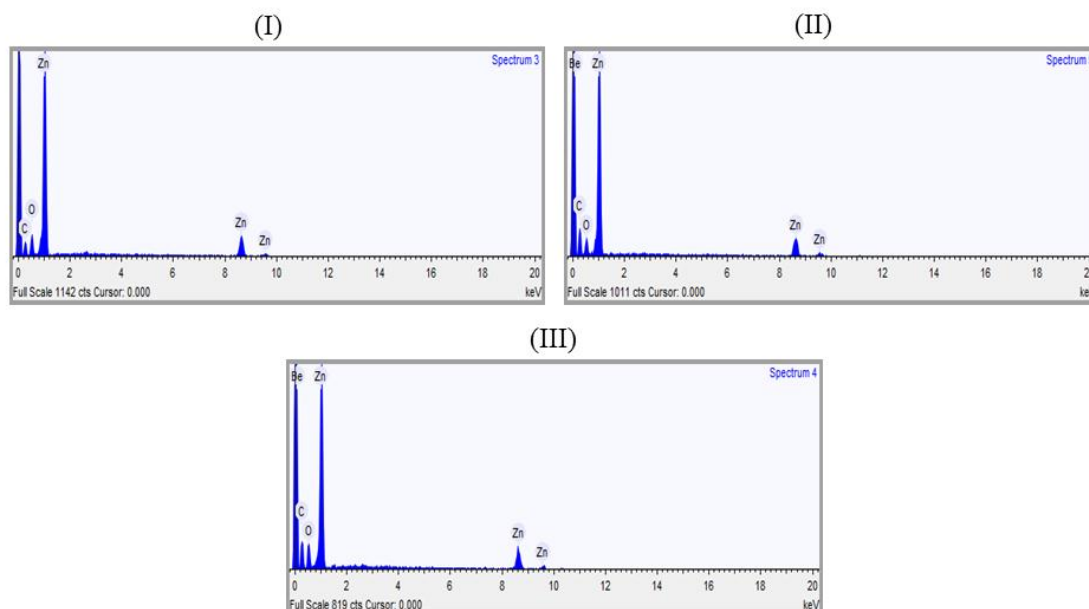 (I)
Spectrum 3
Zn
O
C
Zn
Zn
0 2 4 6 8 10 12 14 16 18 20
Full Scale 1142 cts Cursor: 0.000 keV
(II)
Spectrum
Be Zn
C
O
Zn
Zn
0 2 4 6 8 10 12 14 16 18
Full Scale 1011 cts Cursor: 0.000
(III)
Spectrum 4
Be Zn
C
O
Zn
Zn
0 2 4 6 8 10 12 14 16 18 20
Full Scale 819 cts Cursor: 0.000 keV